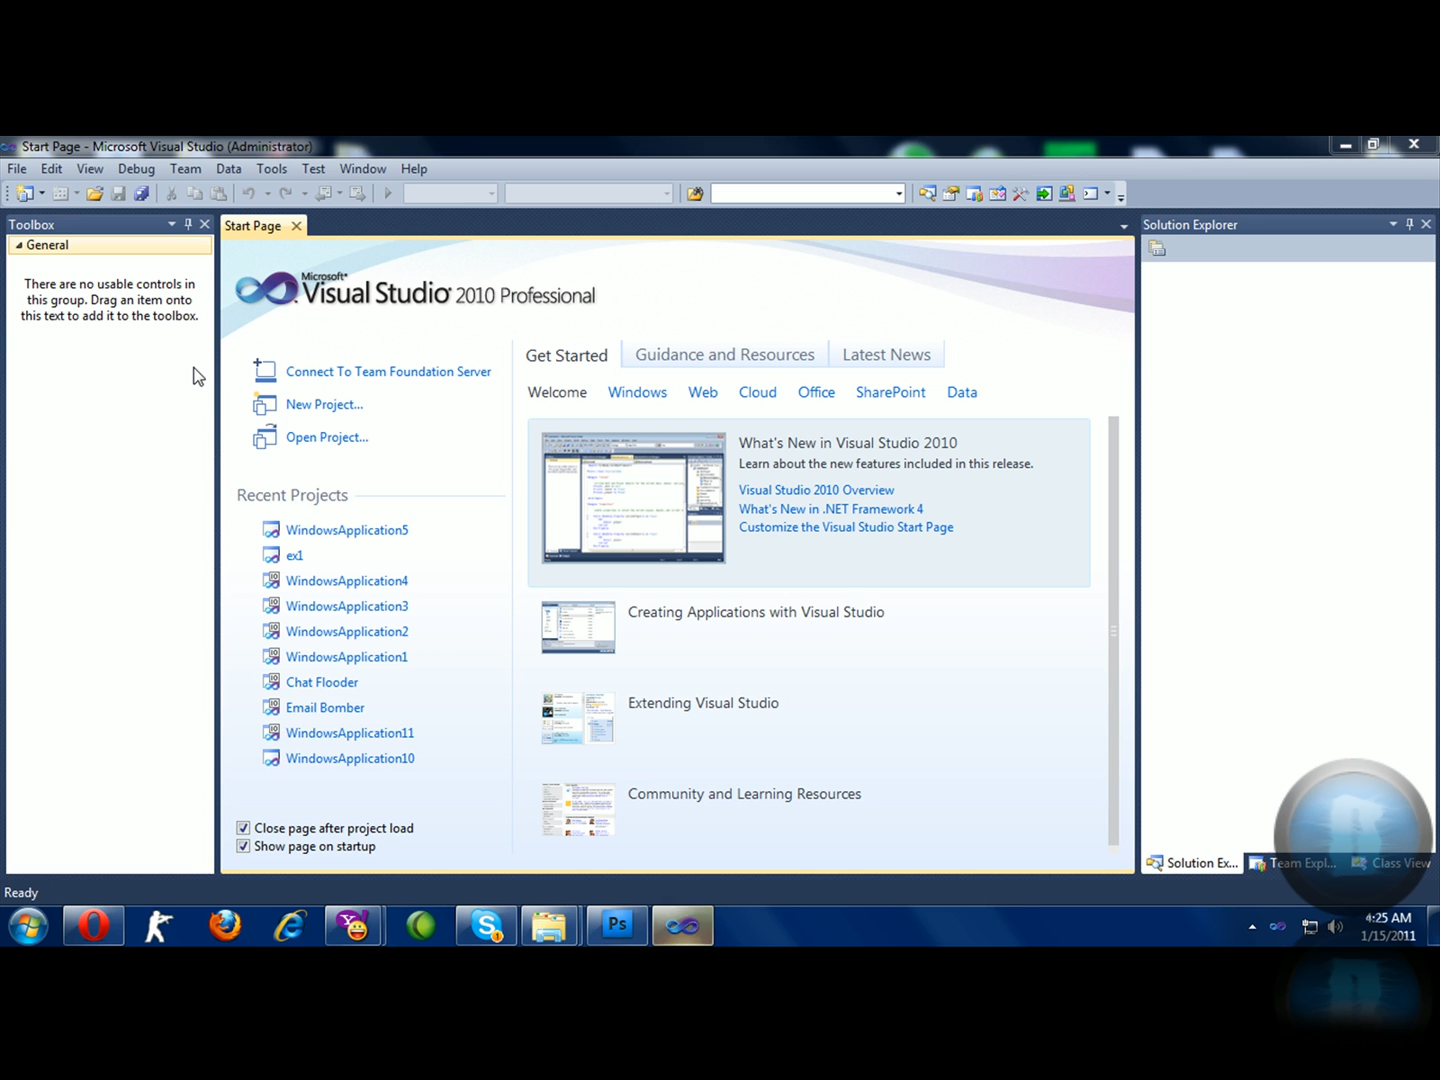 Start Page - Microsoft Visual Studio (Administrator)
File Edit View Debug Team Data Tools Test Window Help
Toolbox
General
There are no usable controls in
this group. Drag an item onto
this text to add it to the toolbox.
Start Page
Microsoft
Visual Studio 2010 Professional
Connect To Team Foundation Server
New Project...
Open Project...
Recent Projects
WindowsApplication5
ex1
WindowsApplication4
WindowsApplication3
WindowsApplication2
WindowsApplication1
Chat Flooder
Email Bomber
WindowsApplication11
WindowsApplication10
Close page after project load
Show page on startup
Get Started Guidance and Resources Latest News
Welcome Windows Web Cloud Office SharePoint Data
What's New in Visual Studio 2010
Learn about the new features included in this release.
Visual Studio 2010 Overview
What's New in .NET Framework 4
Customize the Visual Studio Start Page
Creating Applications with Visual Studio
Extending Visual Studio
Community and Learning Resources
Solution Explorer
Solution Ex... Team Expl... Class View
Ready
Ps
4:25 AM
1/15/2011